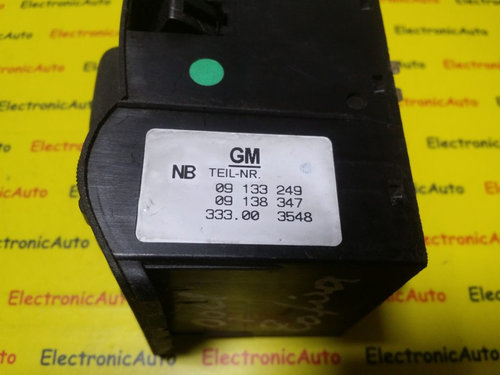 GM
NB TEIL-NR.
09 133 249
09 138 347
333.00 3548
ElectronicAuto ElectronicAuto
ElectronicAuto
ElectronicAuto
ElectronicAuto
ElectronicAuto
ElectronicAuto
ElectronicAuto ElectronicAuto
ElectronicAuto ElectronicAuto ElectronicAuto